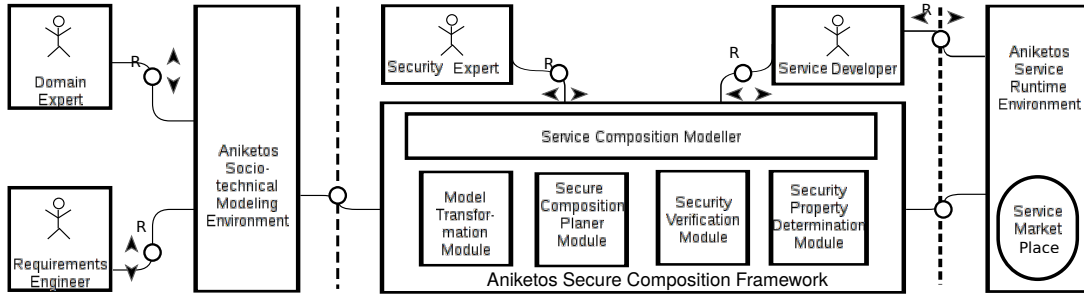 R
Domain
Expert
R
Requirements
Engineer
Aniketos
Socio-
technical
Modeling
Environment
Security Expert
R
R
Service Developer
R
Service Composition Modeller
Model
Transfor-
mation
Module
Secure
Composition
Planer
Module
Security
Verification
Module
Security
Property
Determination
Module
Aniketos Secure Composition Framework
Aniketos
Service
Runtime
Environment
Service
Market
Place